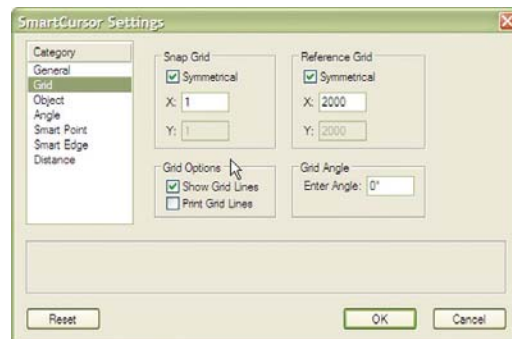 SmartCursor Settings
Category
General
Grid
Object
Angle
Smart Point
Smart Edge
Distance
Snap Grid
Symmetrical
X: 1
Y: 1
Reference Grid
Symmetrical
X: 2000
Y: 2000
Grid Options
Show Grid Lines
Print Grid Lines
Grid Angle
Enter Angle: 0°
Reset
OK
Cancel